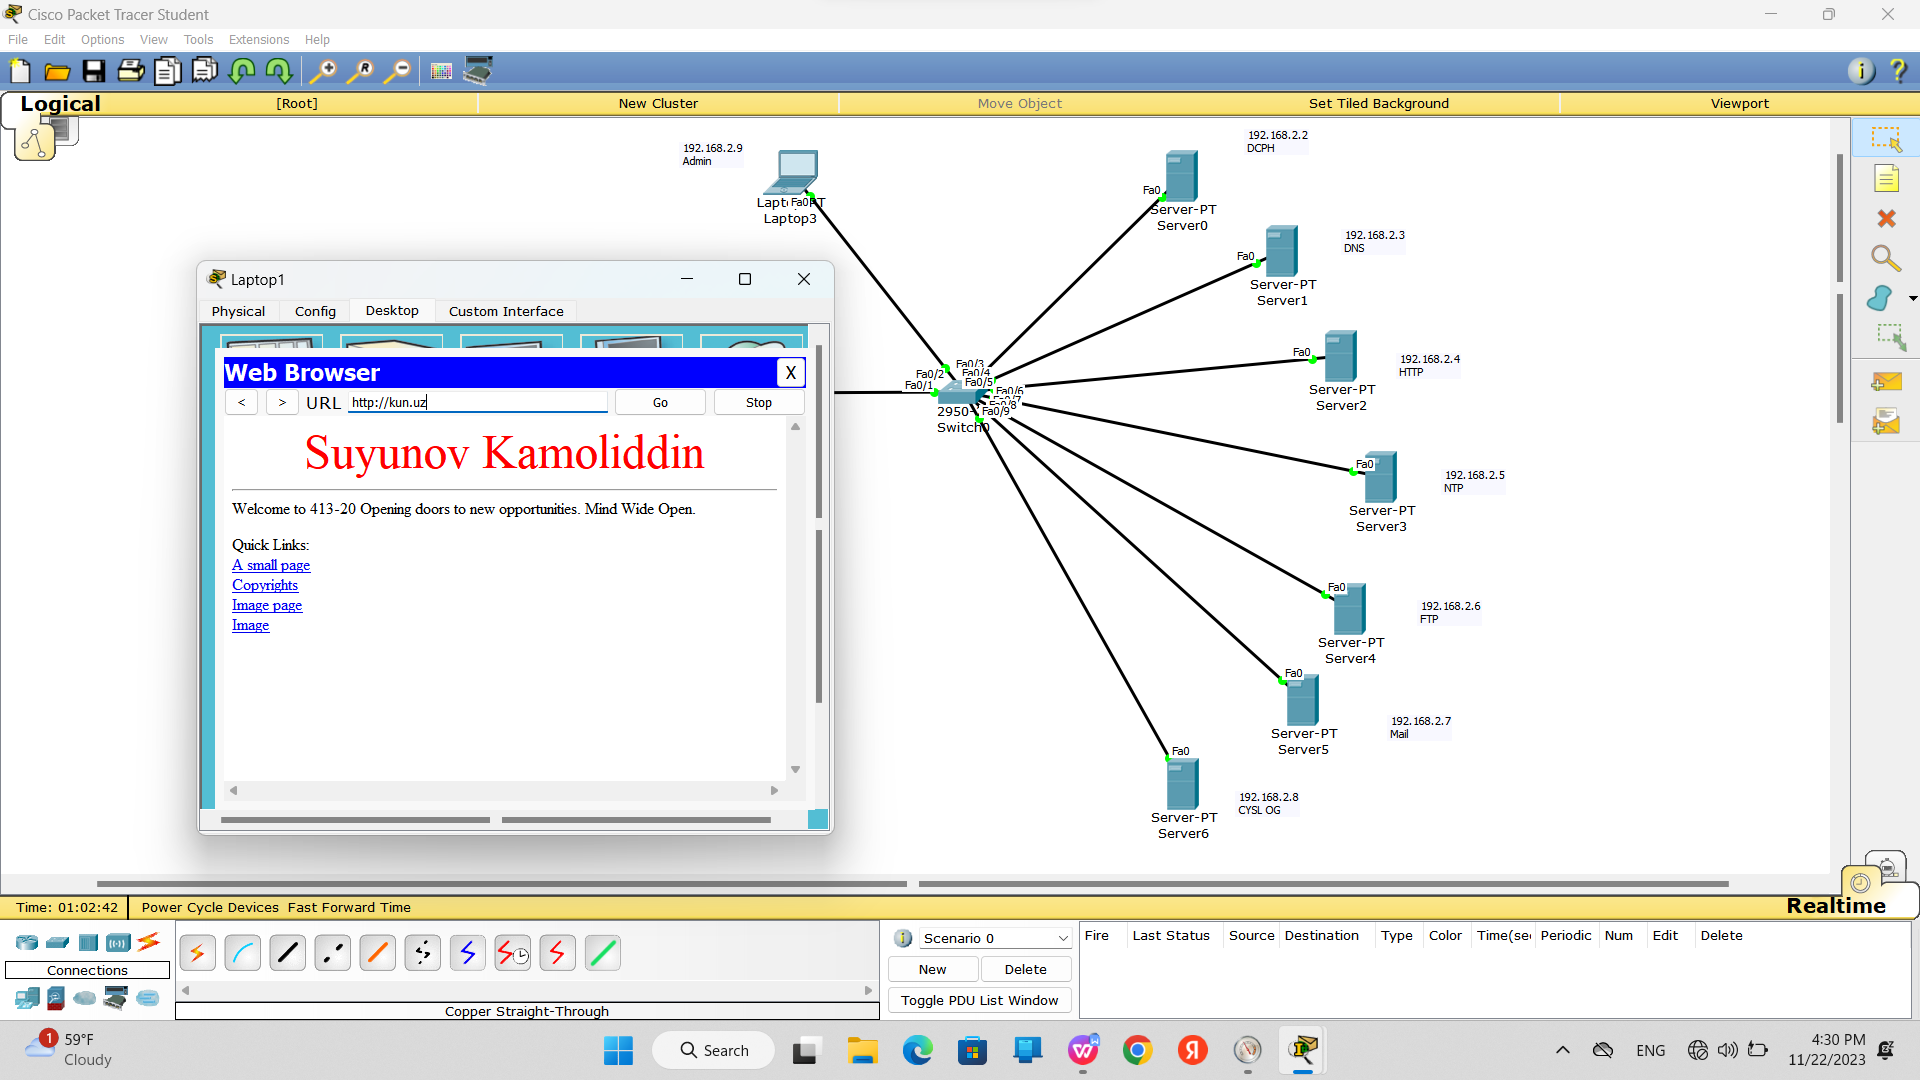 Cisco Packet Tracer Student
File Edit Options View Tools Extensions Help
Logical [Root] New Cluster Move Object Set Tiled Background Viewport
192.168.2.9
Admin
Fa0
Laptop3
192.168.2.2
DCPH
Fa0
Server-PT
Server0
192.168.2.3
DNS
Fa0
Server-PT
Server1
192.168.2.4
HTTP
Fa0
Server-PT
Server2
Fa0/3
Fa0/4
Fa0/2
Fa0/5
Fa0/1
Fa0/6
Fa0/9
Switch0
192.168.2.5
NTP
Fa0
Server-PT
Server3
192.168.2.6
FTP
Fa0
Server-PT
Server4
192.168.2.7
Mail
Fa0
Server-PT
Server5
192.168.2.8
CYSL OG
Fa0
Server-PT
Server6
Laptop1
Physical Config Desktop Custom Interface
Web Browser X
< > URL http://kun.uz Go Stop
Suyunov Kamoliddin
Welcome to 413-20 Opening doors to new opportunities. Mind Wide Open.
Quick Links:
A small page
Copyrights
Image page
Image
Time: 01:02:42 Power Cycle Devices Fast Forward Time
Realtime
Connections
Copper Straight-Through
Scenario 0
New Delete
Toggle PDU List Window
Fire Last Status Source Destination Type Color Time(sec Periodic Num Edit Delete
1
59°F
Cloudy
Search
ENG
4:30 PM
11/22/2023